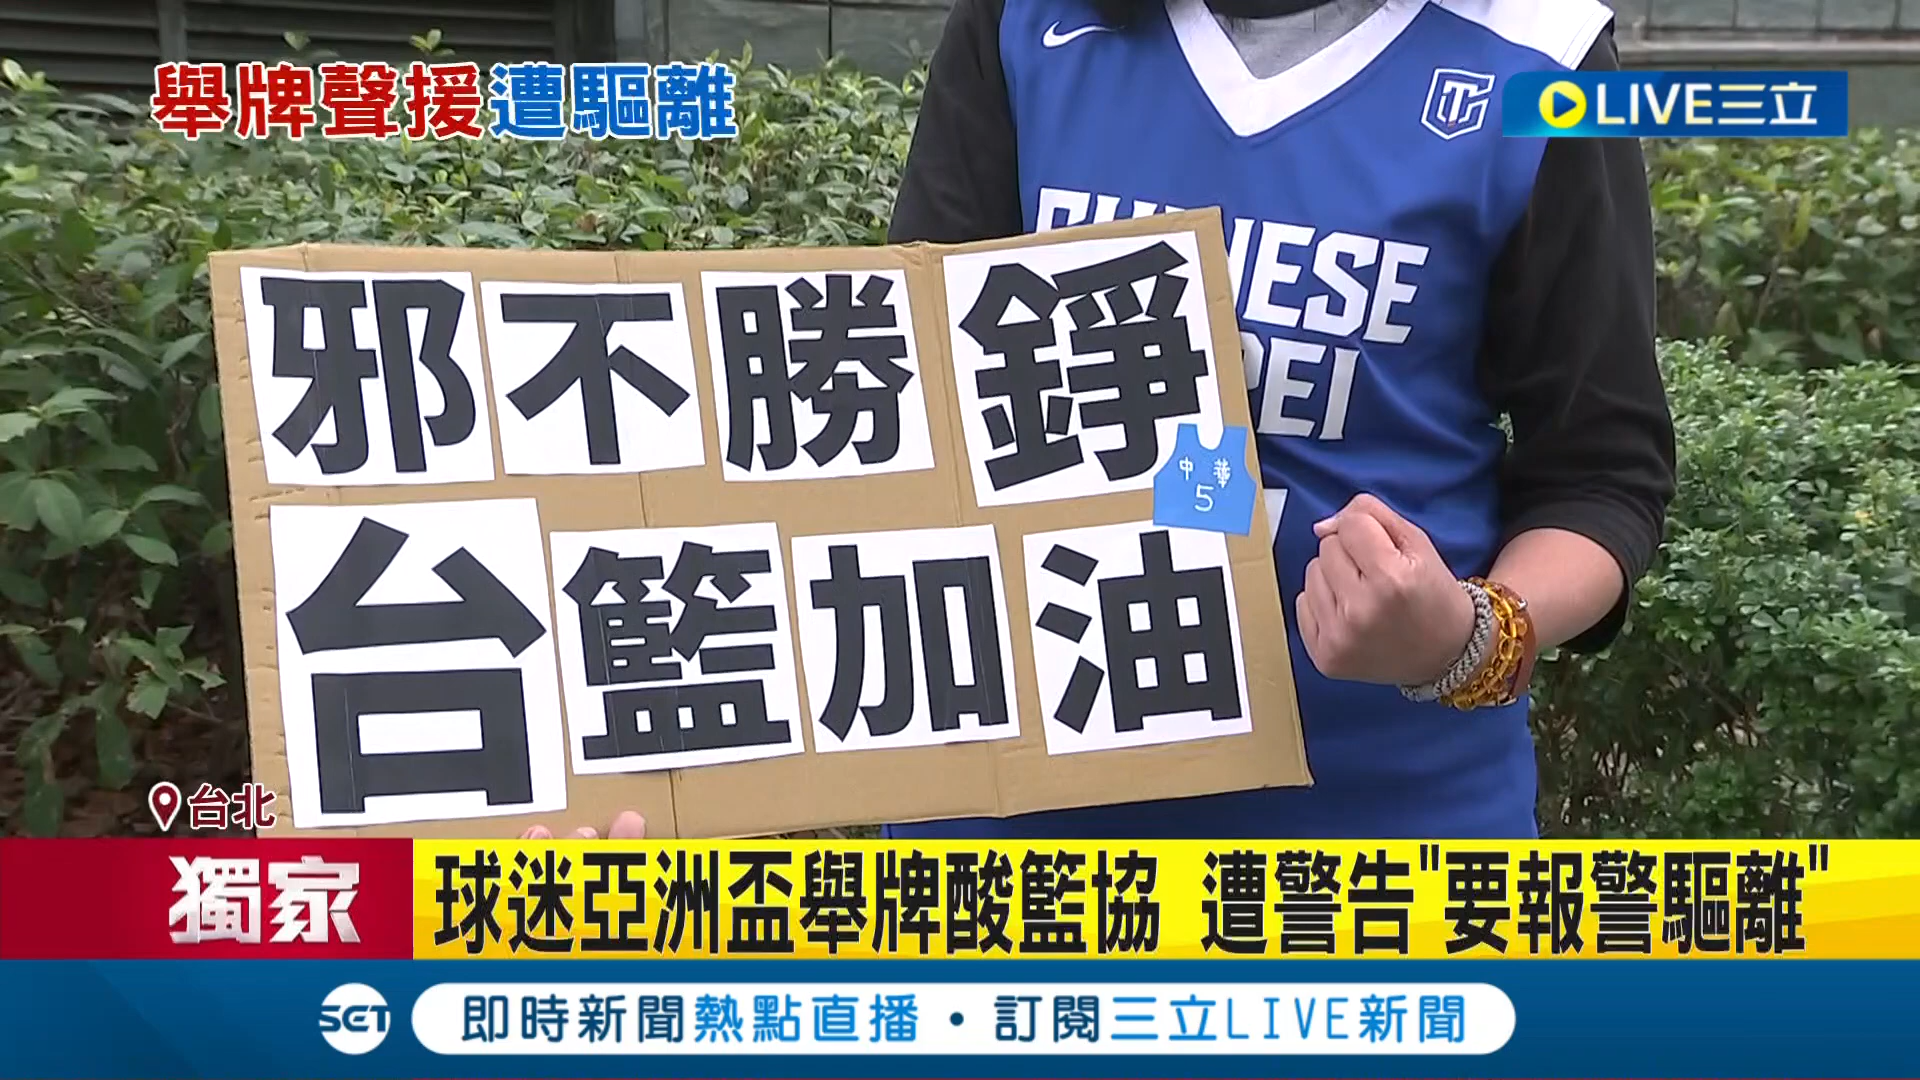 舉牌聲援遭驅離
LIVE三立
CHINESE
邪不勝錚
中華
5
台籃加油
台北
獨家
球迷亞洲盃舉牌酸籃協 遭警告"要報警驅離"
SET
即時新聞熱點直播・訂閱三立LIVE新聞